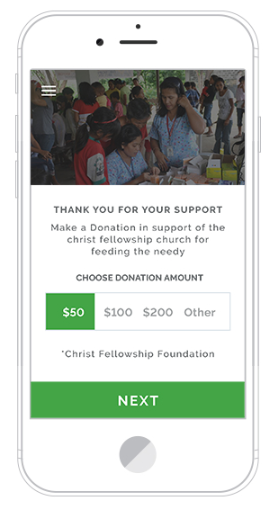 THANK YOU FOR YOUR SUPPORT
Make a Donation in support of the
christ fellowship church for
feeding the needy
CHOOSE DONATION AMOUNT
$50 $100 $200 Other
*Christ Fellowship Foundation
NEXT